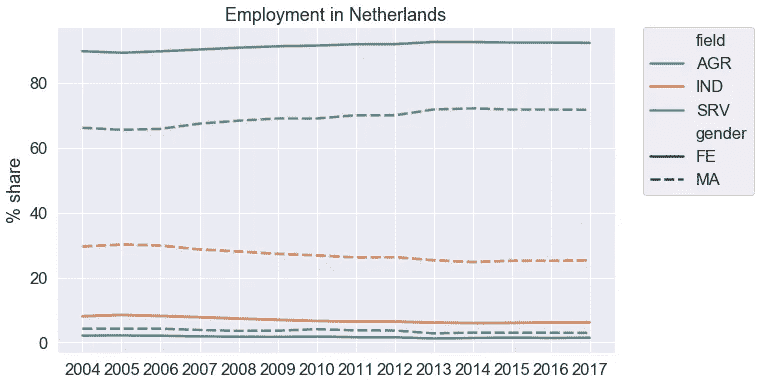 Employment in Netherlands
% share
80
60
40
20
0
2004 2005 2006 2007 2008 2009 2010 2011 2012 2013 2014 2015 2016 2017
field
AGR
IND
SRV
gender
FE
MA